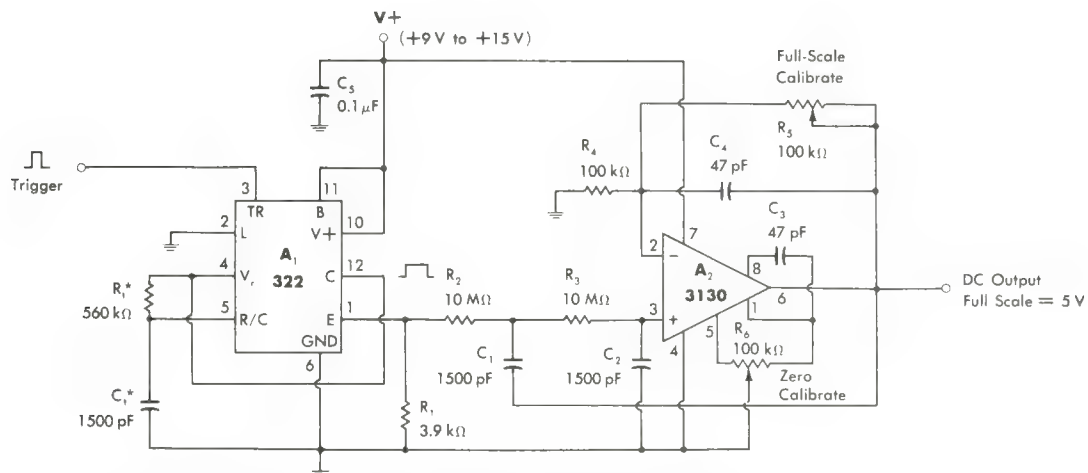 V+
(+9 V to +15 V)
C5
0.1 μF
Full-Scale
Calibrate
R5
100 kΩ
C4
47 pF
R4
100 kΩ
C3
47 pF
Trigger
3
11
TR
B
2
L
V+
10
A1
322
4
Vr
C
12
5
R/C
E
1
GND
6
R1*
560 kΩ
C1*
1500 pF
R2
10 MΩ
R3
10 MΩ
C1
1500 pF
C2
1500 pF
R1
3.9 kΩ
7
2
−
A2
3130
3
+
4
5
8
6
1
R6
100 kΩ
Zero
Calibrate
DC Output
Full Scale = 5 V